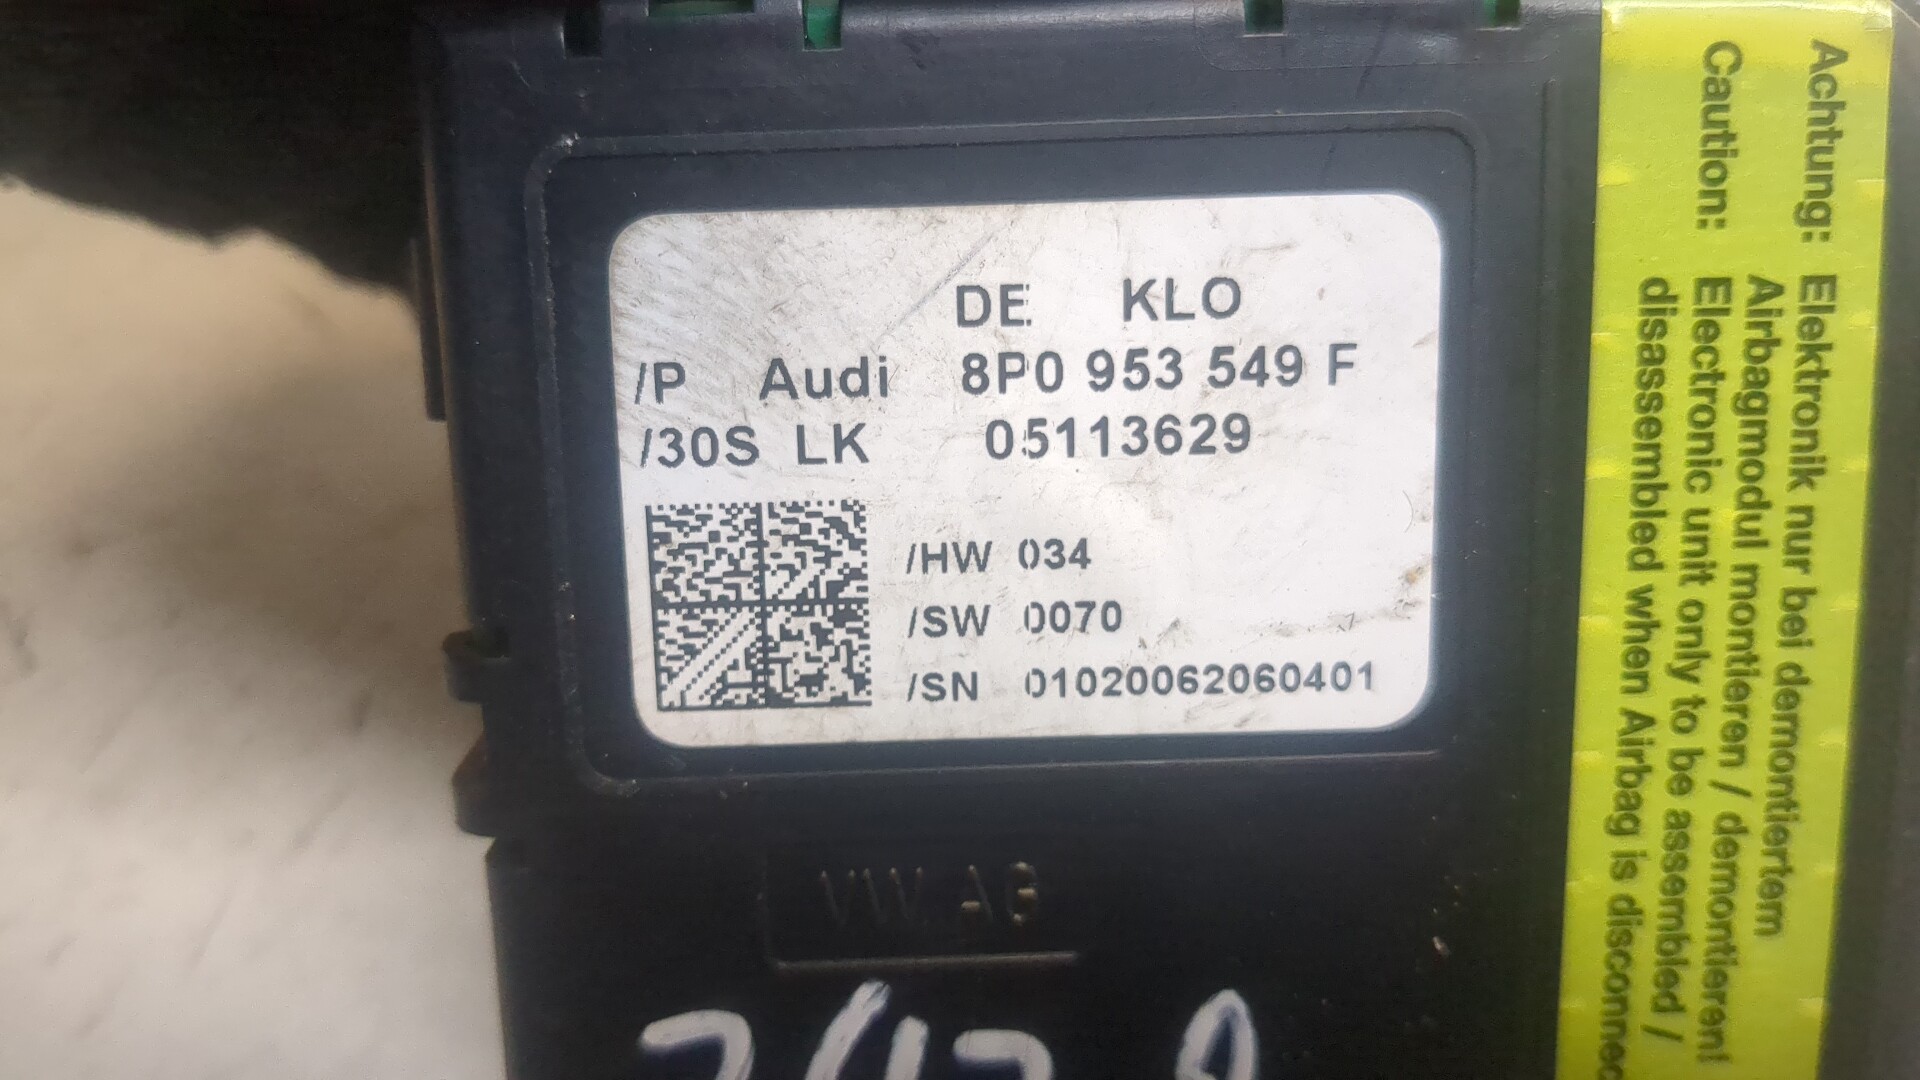 DE KLO
/P Audi 8P0 953 549 F
/30S LK 05113629
/HW 034
/SW 0070
/SN 01020062060401
VW AG
Achtung: Elektronik nur bei demontiertem
Airbagmodul montieren / demontieren!
Caution: Electronic unit only to be assembled /
disassembled when Airbag is disconnec